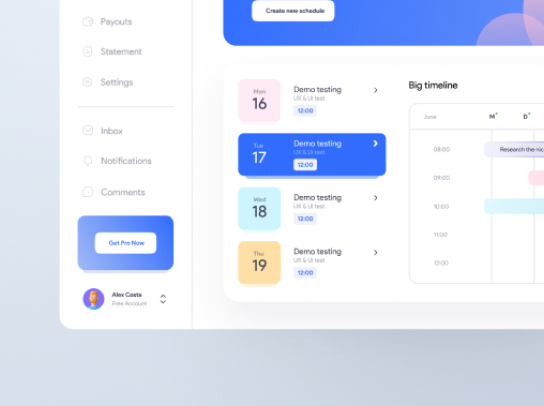 Payouts
Statement
Settings
Inbox
Notifications
Comments
Get Pro Now
Alex Costa
Free Account
Create new schedule
Mon
16
Demo testing
UX & UI test
12:00
Tue
17
Demo testing
UX & UI test
12:00
Wed
18
Demo testing
UX & UI test
12:00
Thu
19
Demo testing
UX & UI test
12:00
Big timeline
June
M
D
08:00
Research the nic
09:00
10:00
11:00
12:00